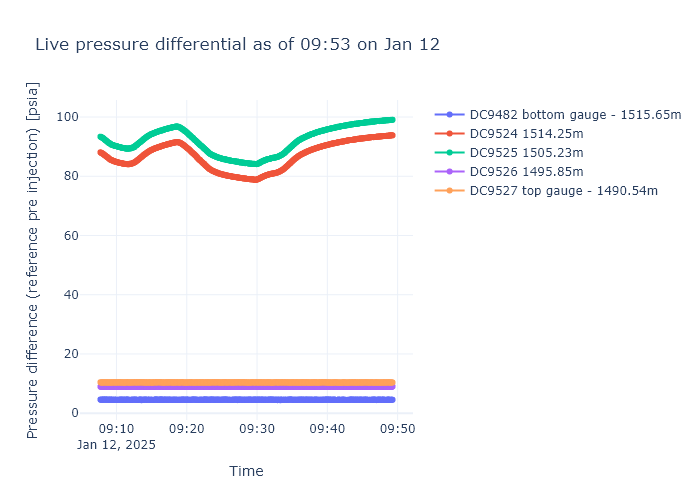 Live pressure differential as of 09:53 on Jan 12
Pressure difference (reference pre injection) [psia]
100
80
60
40
20
0
09:10
09:20
09:30
09:40
09:50
Jan 12, 2025
Time
DC9482 bottom gauge - 1515.65m
DC9524 1514.25m
DC9525 1505.23m
DC9526 1495.85m
DC9527 top gauge - 1490.54m